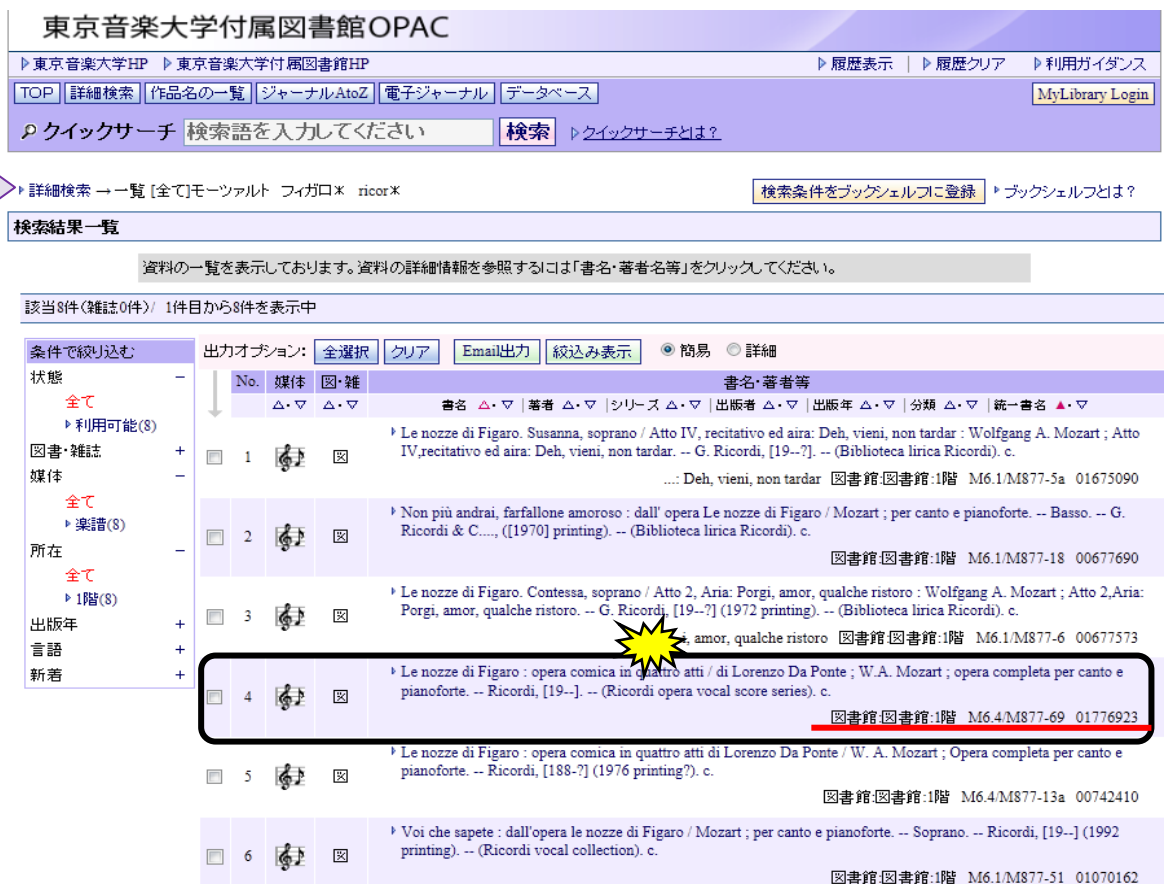 東京音楽大学付属図書館OPAC
東京音楽大学HP 東京音楽大学付属図書館HP 履歴表示 | 履歴クリア 利用ガイダンス
TOP 詳細検索 作品名の一覧 ジャーナルAtoZ 電子ジャーナル データベース MyLibrary Login
クイックサーチ 検索語を入力してください 検索 クイックサーチとは?
詳細検索 → 一覧 [全て]モーツァルト フィガロ* ricor* 検索条件をブックシェルフに登録 ブックシェルフとは?
検索結果一覧
資料の一覧を表示しております。資料の詳細情報を参照するには「書名・著者名等」をクリックしてください。
該当8件(雑誌0件)/ 1件目から8件を表示中
条件で絞り込む
状態 −
全て
利用可能(8)
図書・雑誌 +
媒体 −
全て
楽譜(8)
所在 −
全て
1階(8)
出版年 +
言語 +
新着 +
出力オプション: 全選択 クリア Email出力 絞込み表示 簡易 詳細
No. 媒体 図・雑 書名・著者等
△・▽ △・▽ 書名 △・▽ |著者 △・▽ |シリーズ △・▽ |出版者 △・▽ |出版年 △・▽ |分類 △・▽ |統一書名 ▲・▽
1 図 Le nozze di Figaro. Susanna, soprano / Atto IV, recitativo ed aira: Deh, vieni, non tardar : Wolfgang A. Mozart ; Atto
IV,recitativo ed aira: Deh, vieni, non tardar. -- G. Ricordi, [19--?]. -- (Biblioteca lirica Ricordi). c.
...: Deh, vieni, non tardar 図書館:図書館:1階 M6.1/M877-5a 01675090
2 図 Non più andrai, farfallone amoroso : dall' opera Le nozze di Figaro / Mozart ; per canto e pianoforte. -- Basso. -- G.
Ricordi & C...., ([1970] printing). -- (Biblioteca lirica Ricordi). c.
図書館:図書館:1階 M6.1/M877-18 00677690
3 図 Le nozze di Figaro. Contessa, soprano / Atto 2, Aria: Porgi, amor, qualche ristoro : Wolfgang A. Mozart ; Atto 2,Aria:
Porgi, amor, qualche ristoro. -- G. Ricordi, [19--?] (1972 printing). -- (Biblioteca lirica Ricordi). c.
amor, qualche ristoro 図書館:図書館:1階 M6.1/M877-6 00677573
4 図 Le nozze di Figaro : opera comica in quattro atti / di Lorenzo Da Ponte ; W.A. Mozart ; opera completa per canto e
pianoforte. -- Ricordi, [19--]. -- (Ricordi opera vocal score series). c.
図書館:図書館:1階 M6.4/M877-69 01776923
5 図 Le nozze di Figaro : opera comica in quattro atti di Lorenzo Da Ponte / W. A. Mozart ; Opera completa per canto e
pianoforte. -- Ricordi, [188-?] (1976 printing?). c.
図書館:図書館:1階 M6.4/M877-13a 00742410
6 図 Voi che sapete : dall'opera le nozze di Figaro / Mozart ; per canto e pianoforte. -- Soprano. -- Ricordi, [19--] (1992
printing). -- (Ricordi vocal collection). c.
図書館:図書館:1階 M6.1/M877-51 01070162